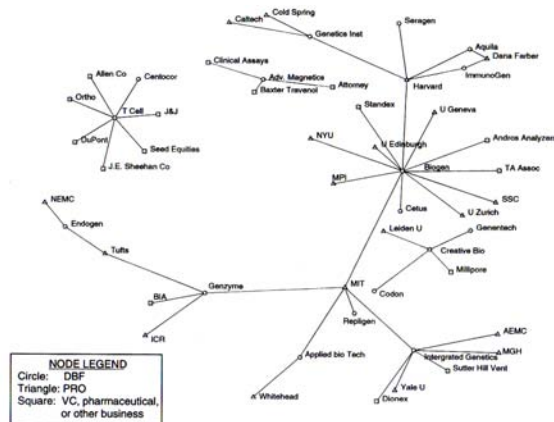 Cold Spring
Caltech
Genetics Inst
Seragen
Aquila
Dana Farber
ImmunoGen
Harvard
Clinical Assays
Adv. Magnetics
Baxter Travenol
Attorney
Allen Co
Centocor
Ortho
T Cell
J&J
DuPont
Seed Equities
J.E. Sheehan Co
Standex
U Geneva
NYU
U Edinburgh
Andros Analyzer
Biogen
TA Assoc
MPI
SSC
Cetus
U Zurich
NEMC
Endogen
Tufts
Leiden U
Genentech
Creative Bio
Millipore
Codon
Genzyme
MIT
BIA
Repligen
ICR
AEMC
Intergrated Genetics
MGH
Applied bio Tech
Sutter Hill Vent
Yale U
Dionex
Whitehead
NODE LEGEND
Circle: DBF
Triangle: PRO
Square: VC, pharmaceutical,
or other business